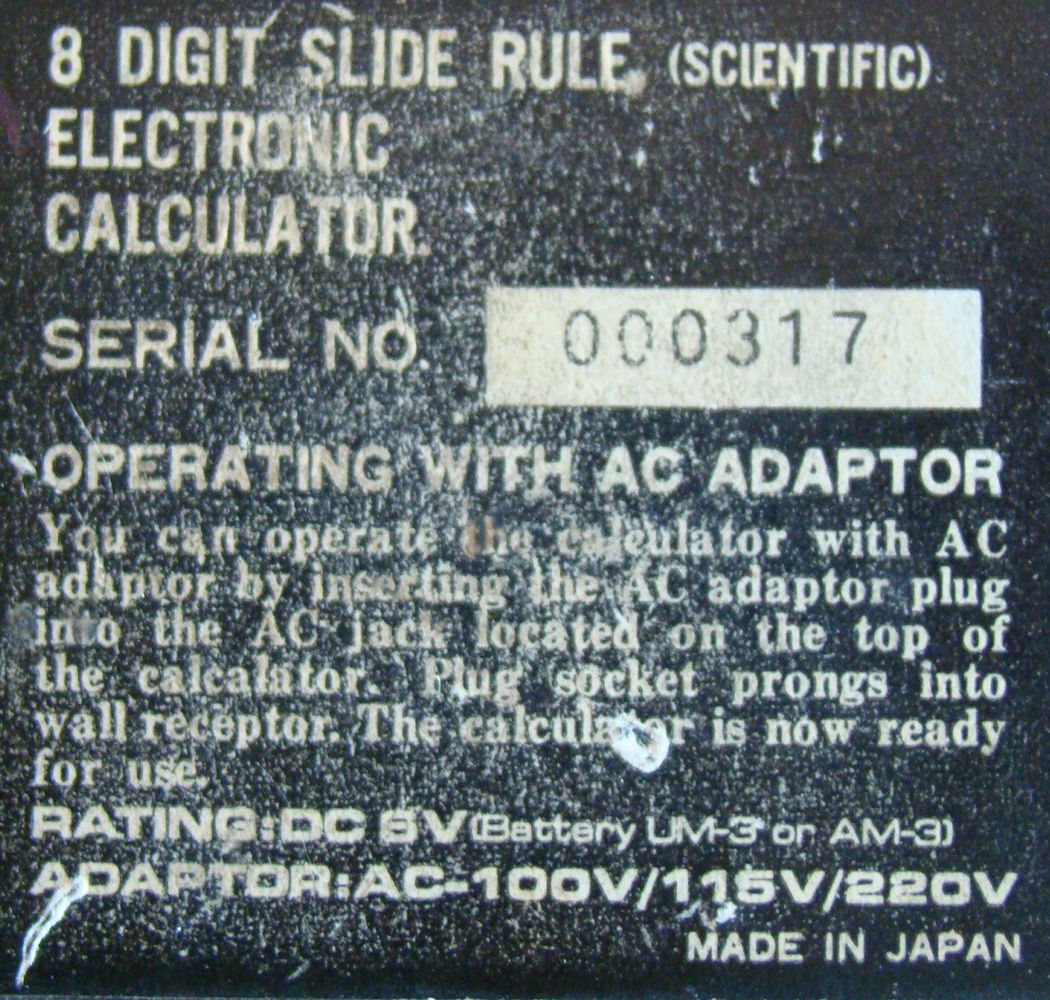 8 DIGIT SLIDE RULE (SCIENTIFIC)
ELECTRONIC
CALCULATOR.
SERIAL NO. 000317
OPERATING WITH AC ADAPTOR
You can operate the calculator with AC
adaptor by inserting the AC adaptor plug
into the AC jack located on the top of
the calcalator. Plug socket prongs into
wall receptor. The calculator is now ready
for use.
RATING:DC 6V (Battery UM-3 or AM-3)
ADAPTOR:AC-100V/115V/220V
MADE IN JAPAN